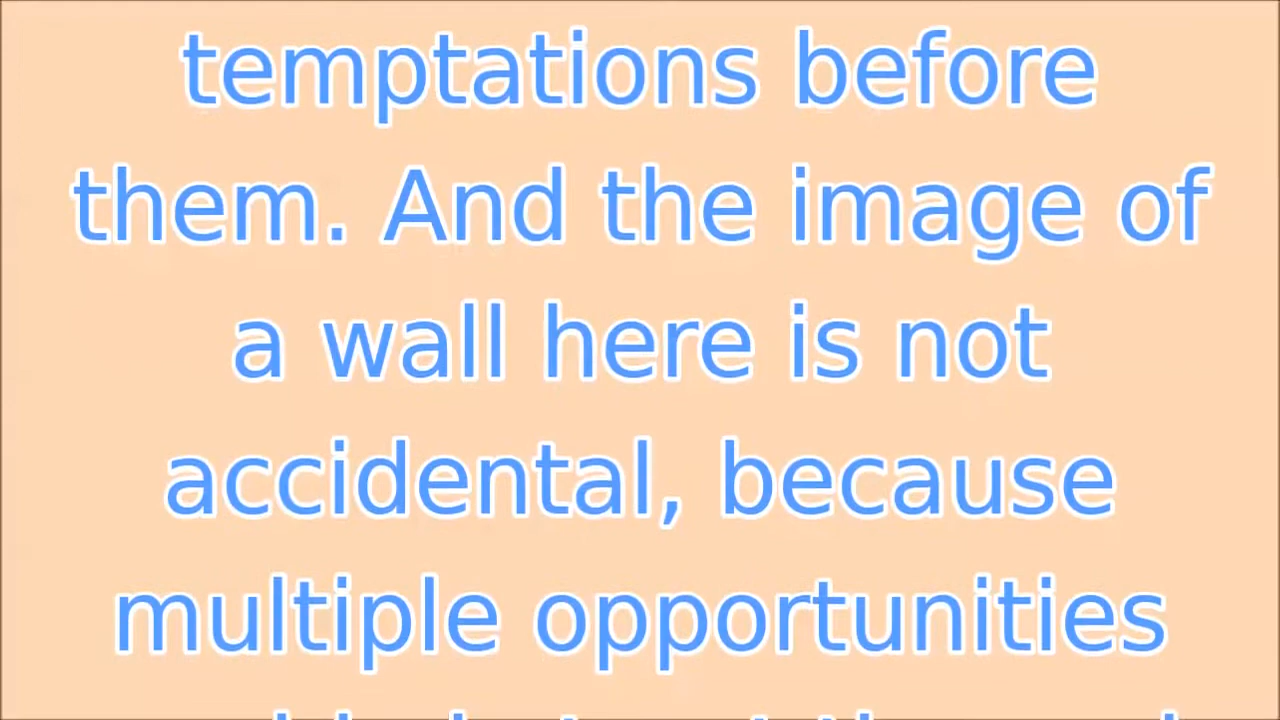 temptations before
them. And the image of
a wall here is not
accidental, because
multiple opportunities